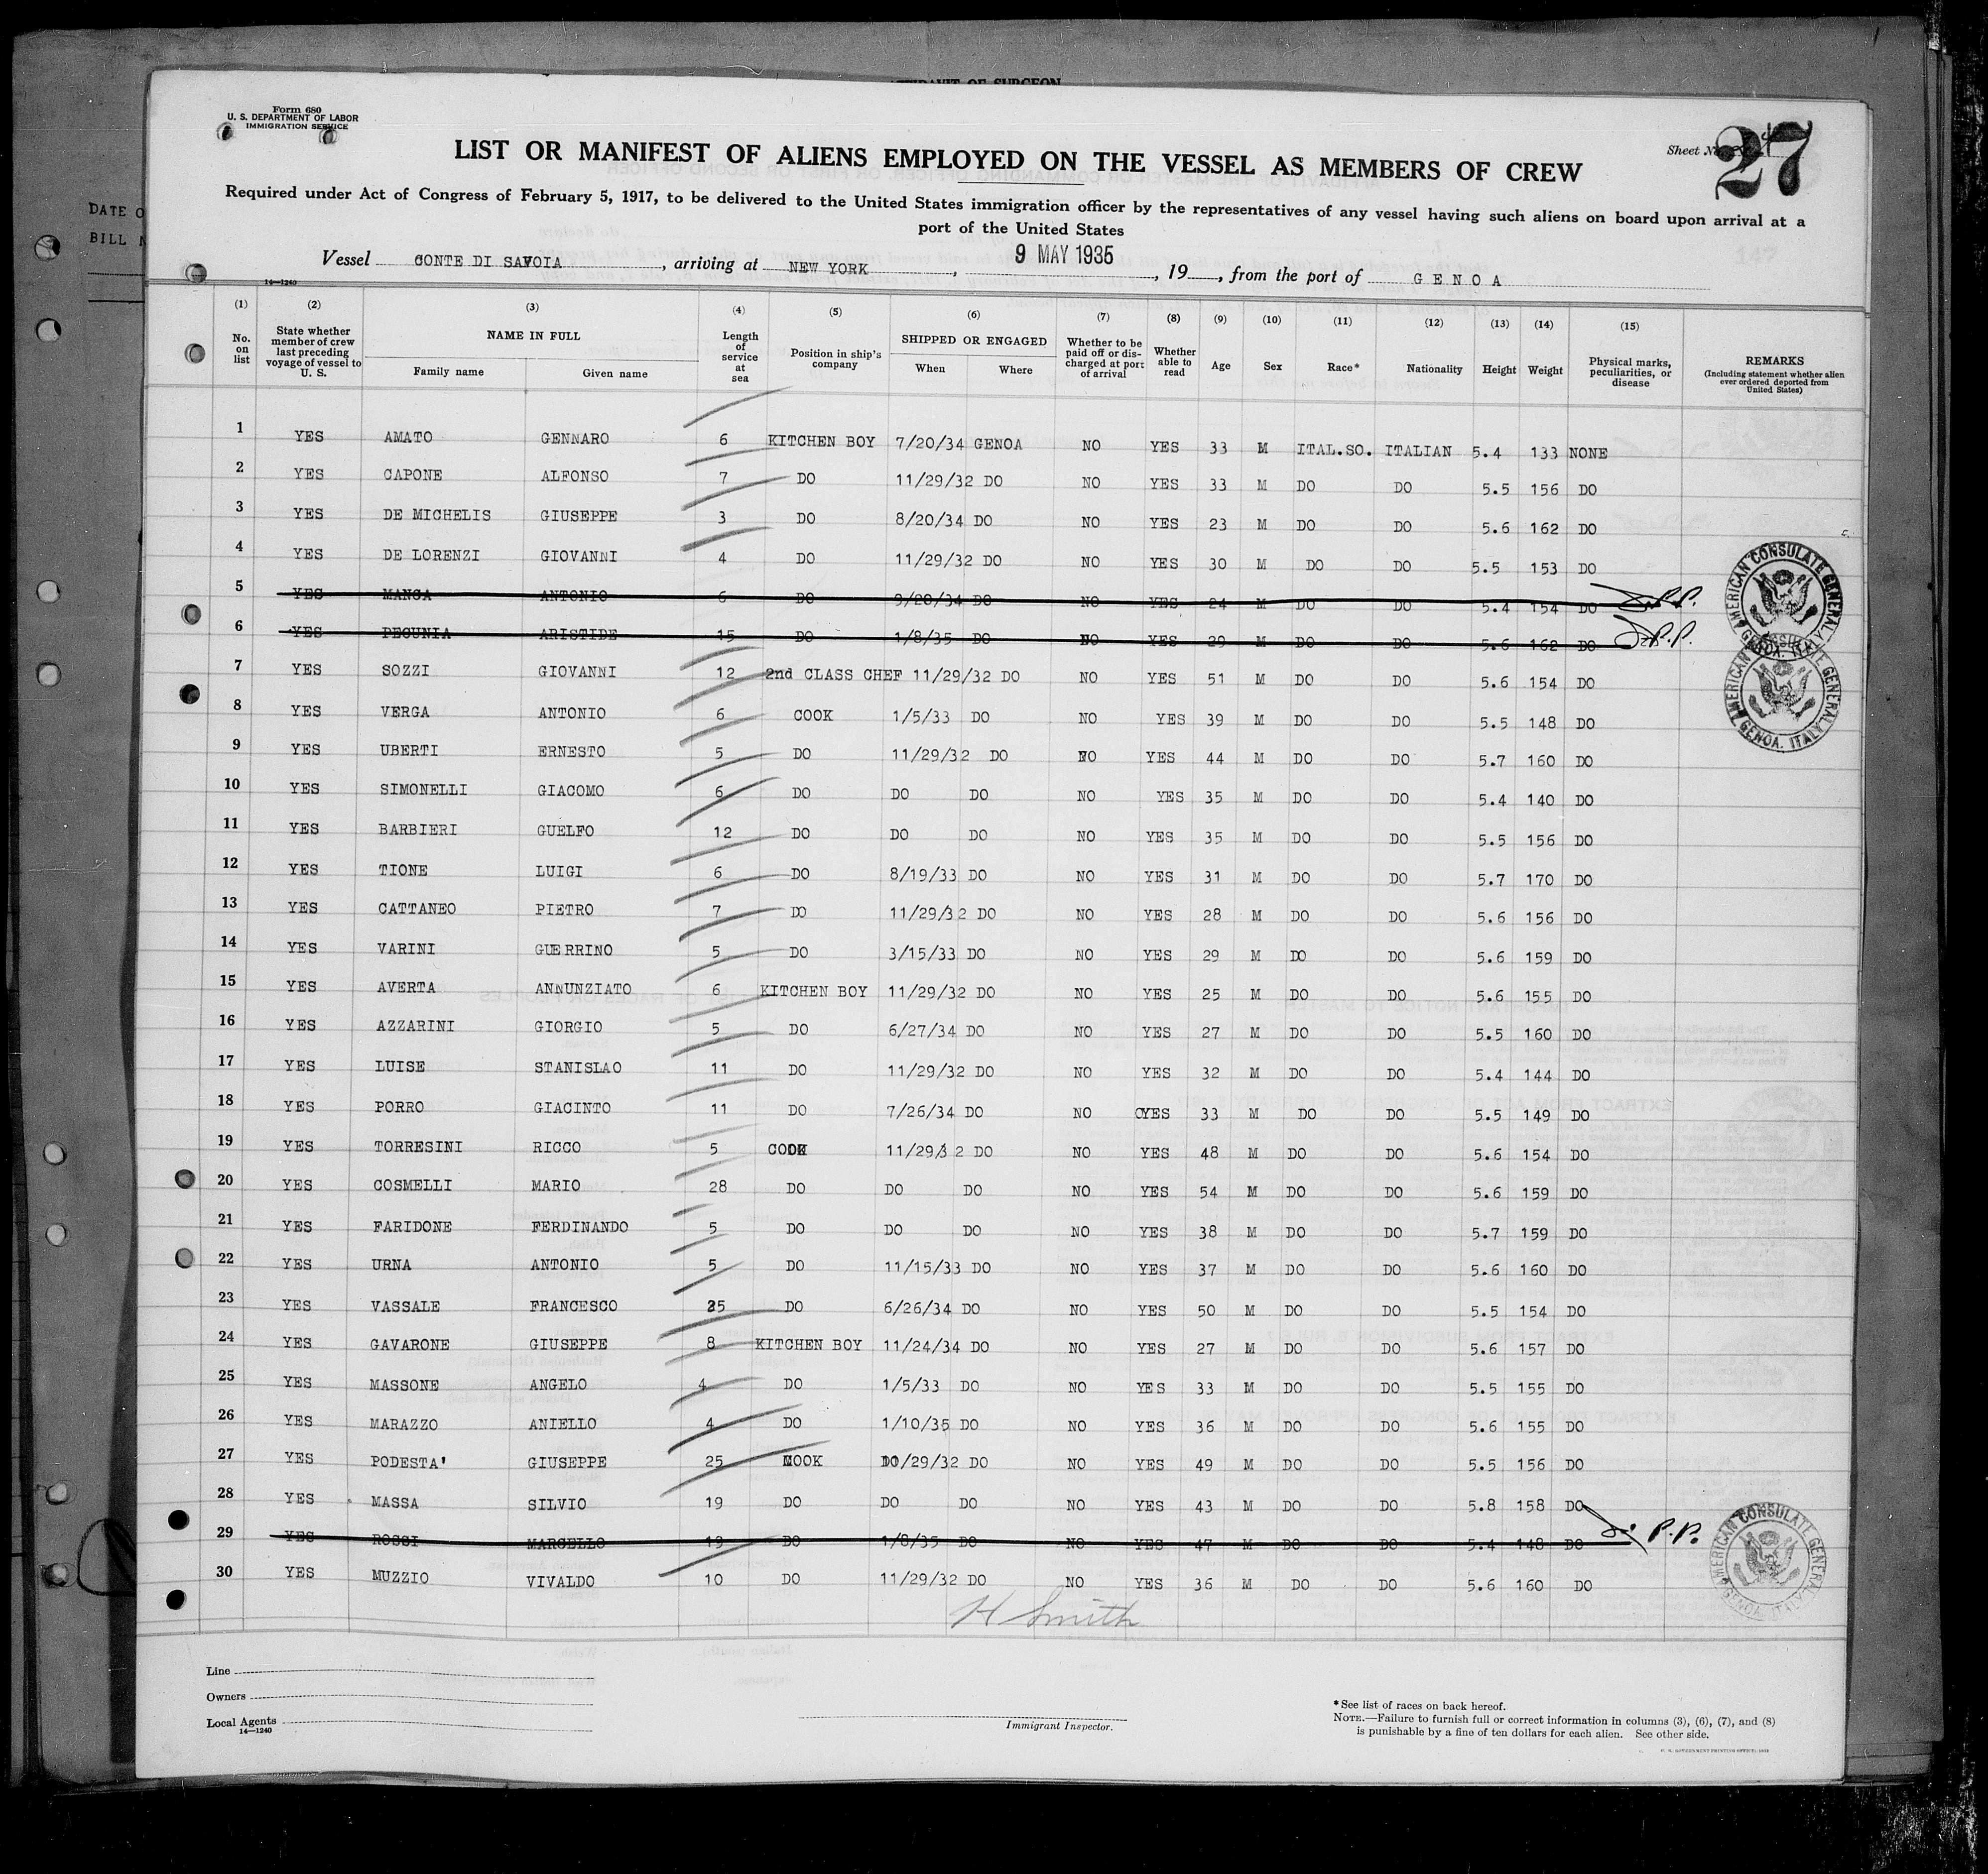 AFFIDAVIT OF SURGEON
DATE O
BILL N
Form 680
U. S. DEPARTMENT OF LABOR
IMMIGRATION SERVICE
Sheet No.
27
LIST OR MANIFEST OF ALIENS EMPLOYED ON THE VESSEL AS MEMBERS OF CREW
Required under Act of Congress of February 5, 1917, to be delivered to the United States immigration officer by the representatives of any vessel having such aliens on board upon arrival at a
port of the United States
Vessel CONTE DI SAVOIA, arriving at NEW YORK, 9 MAY 1935, 19, from the port of GENOA
14—1240
(1) (2) (3) (4) (5) (6) (7) (8) (9) (10) (11) (12) (13) (14) (15)
No. on list State whether member of crew last preceding voyage of vessel to U. S. NAME IN FULL Family name Given name Length of service at sea Position in ship's company SHIPPED OR ENGAGED When Where Whether to be paid off or discharged at port of arrival Whether able to read Age Sex Race* Nationality Height Weight Physical marks, peculiarities, or disease REMARKS (Including statement whether alien ever ordered deported from United States)
1 YES AMATO GENNARO 6 KITCHEN BOY 7/20/34 GENOA NO YES 33 M ITAL.SO. ITALIAN 5.4 133 NONE
2 YES CAPONE ALFONSO 7 DO 11/29/32 DO NO YES 33 M DO DO 5.5 156 DO
3 YES DE MICHELIS GIUSEPPE 3 DO 8/20/34 DO NO YES 23 M DO DO 5.6 162 DO
4 YES DE LORENZI GIOVANNI 4 DO 11/29/32 DO NO YES 30 M DO DO 5.5 153 DO
5 YES MANCA ANTONIO 6 DO 9/20/34 DO NO YES 24 M DO DO 5.4 154 DO P.P.
6 YES PECUNIA ARISTIDE 15 DO 1/8/35 DO NO YES 29 M DO DO 5.6 162 DO P.P.
7 YES SOZZI GIOVANNI 12 2nd CLASS CHEF 11/29/32 DO NO YES 51 M DO DO 5.6 154 DO
8 YES VERGA ANTONIO 6 COOK 1/5/33 DO NO YES 39 M DO DO 5.5 148 DO
9 YES UBERTI ERNESTO 5 DO 11/29/32 DO NO YES 44 M DO DO 5.7 160 DO
10 YES SIMONELLI GIACOMO 6 DO DO DO NO YES 35 M DO DO 5.4 140 DO
11 YES BARBIERI GUELFO 12 DO DO DO NO YES 35 M DO DO 5.5 156 DO
12 YES TIONE LUIGI 6 DO 8/19/33 DO NO YES 31 M DO DO 5.7 170 DO
13 YES CATTANEO PIETRO 7 DO 11/29/32 DO NO YES 28 M DO DO 5.6 156 DO
14 YES VARINI GUERRINO 5 DO 3/15/33 DO NO YES 29 M DO DO 5.6 159 DO
15 YES AVERTA ANNUNZIATO 6 KITCHEN BOY 11/29/32 DO NO YES 25 M DO DO 5.6 155 DO
16 YES AZZARINI GIORGIO 5 DO 6/27/34 DO NO YES 27 M DO DO 5.5 160 DO
17 YES LUISE STANISLAO 11 DO 11/29/32 DO NO YES 32 M DO DO 5.4 144 DO
18 YES PORRO GIACINTO 11 DO 7/26/34 DO NO YES 33 M DO DO 5.5 149 DO
19 YES TORRESINI RICCO 5 COOK 11/29/32 DO NO YES 48 M DO DO 5.6 154 DO
20 YES COSMELLI MARIO 28 DO DO DO NO YES 54 M DO DO 5.6 159 DO
21 YES FARIDONE FERDINANDO 5 DO DO DO NO YES 38 M DO DO 5.7 159 DO
22 YES URNA ANTONIO 5 DO 11/15/33 DO NO YES 37 M DO DO 5.6 160 DO
23 YES VASSALE FRANCESCO 25 DO 6/26/34 DO NO YES 50 M DO DO 5.5 154 DO
24 YES GAVARONE GIUSEPPE 8 KITCHEN BOY 11/24/34 DO NO YES 27 M DO DO 5.6 157 DO
25 YES MASSONE ANGELO 4 DO 1/5/33 DO NO YES 33 M DO DO 5.5 155 DO
26 YES MARAZZO ANIELLO 4 DO 1/10/35 DO NO YES 36 M DO DO 5.6 155 DO
27 YES PODESTA' GIUSEPPE 25 COOK /29/32 DO NO YES 49 M DO DO 5.5 156 DO
28 YES MASSA SILVIO 19 DO DO DO NO YES 43 M DO DO 5.8 158 DO
29 YES ROSSI MARCELLO 19 DO 1/8/35 DO NO YES 47 M DO DO 5.4 148 DO P.P.
30 YES MUZZIO VIVALDO 10 DO 11/29/32 DO NO YES 36 M DO DO 5.6 160 DO
AMERICAN CONSULATE GENERAL GENOA, ITALY
AMERICAN CONSULATE GENERAL GENOA, ITALY
AMERICAN CONSULATE GENERAL GENOA, ITALY
H Smith
Line
Owners
Local Agents
14—1240
Immigrant Inspector.
*See list of races on back hereof.
NOTE.—Failure to furnish full or correct information in columns (3), (6), (7), and (8)
is punishable by a fine of ten dollars for each alien. See other side.
U. S. GOVERNMENT PRINTING OFFICE